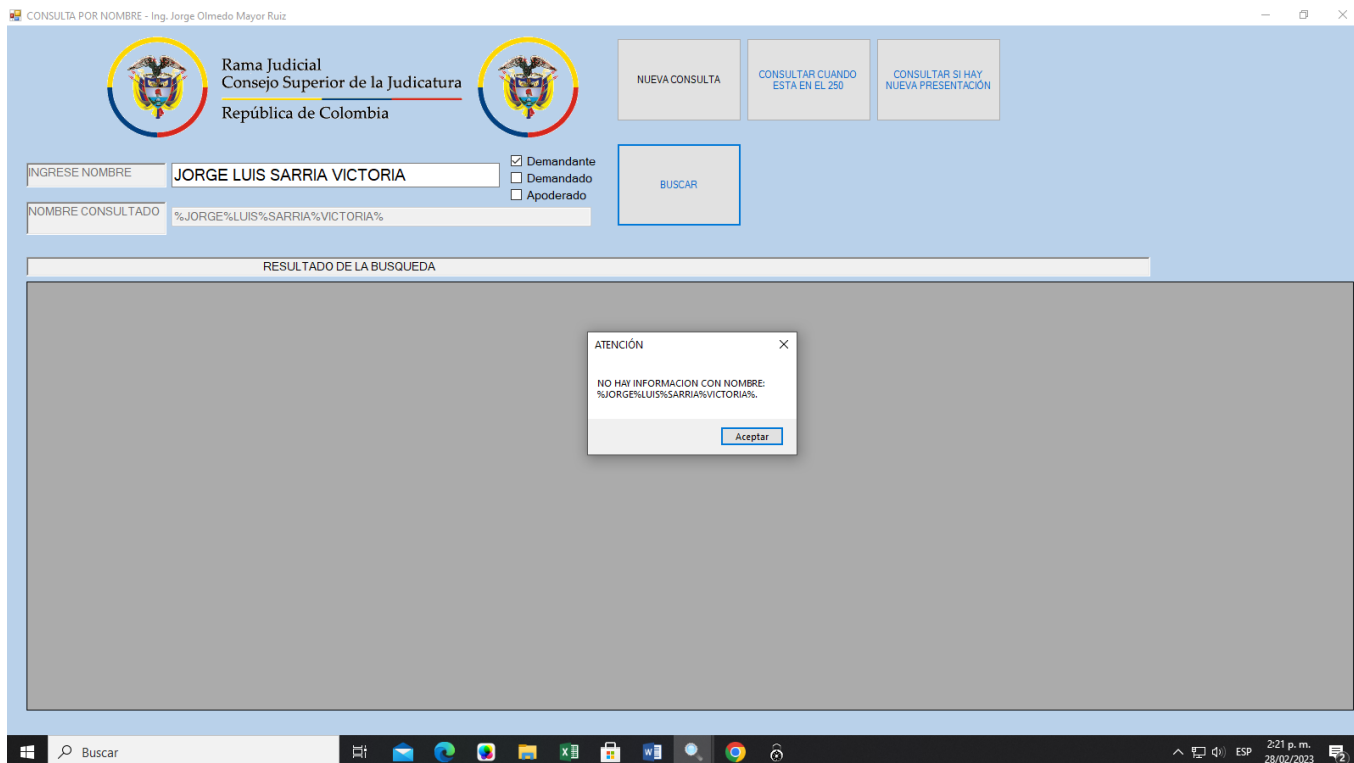 CONSULTA POR NOMBRE - Ing. Jorge Olmedo Mayor Ruiz
Rama Judicial
Consejo Superior de la Judicatura
República de Colombia
NUEVA CONSULTA
CONSULTAR CUANDO
ESTA EN EL 250
CONSULTAR SI HAY
NUEVA PRESENTACIÓN
INGRESE NOMBRE
JORGE LUIS SARRIA VICTORIA
Demandante
Demandado
Apoderado
BUSCAR
NOMBRE CONSULTADO
%JORGE%LUIS%SARRIA%VICTORIA%
RESULTADO DE LA BUSQUEDA
ATENCIÓN
NO HAY INFORMACION CON NOMBRE:
%JORGE%LUIS%SARRIA%VICTORIA%.
Aceptar
Buscar
ESP
2:21 p. m.
28/02/2023
2